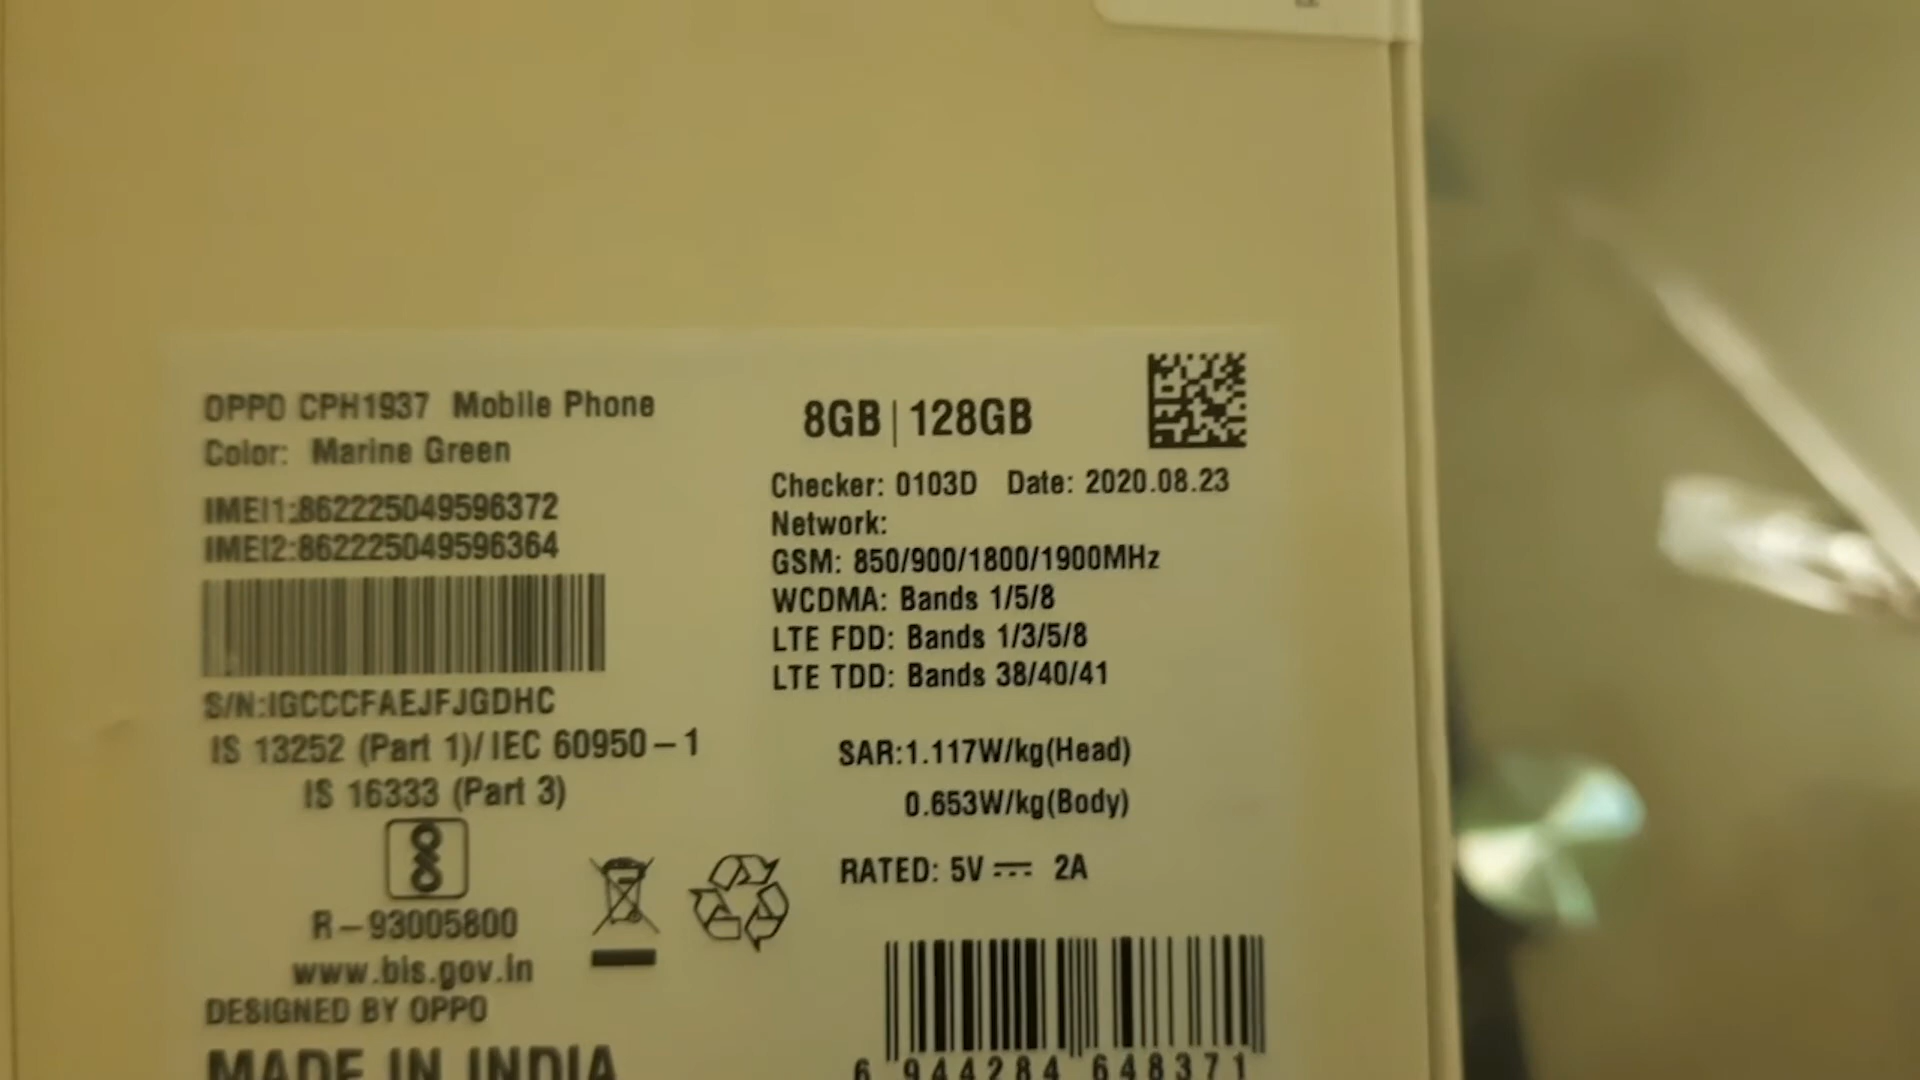 OPPO CPH1937 Mobile Phone
Color: Marine Green
IMEI1:862225049596372
IMEI2:862225049596364
S/N:IGCCCFAEJFJGDHC
IS 13252 (Part 1)/IEC 60950-1
IS 16333 (Part 3)
R-93005800
www.bis.gov.in
DESIGNED BY OPPO
MADE IN INDIA
8GB|128GB
Checker: 0103D Date: 2020.08.23
Network:
GSM: 850/900/1800/1900MHz
WCDMA: Bands 1/5/8
LTE FDD: Bands 1/3/5/8
LTE TDD: Bands 38/40/41
SAR:1.117W/kg(Head)
0.653W/kg(Body)
RATED: 5V⎓ 2A
6 944284 648371